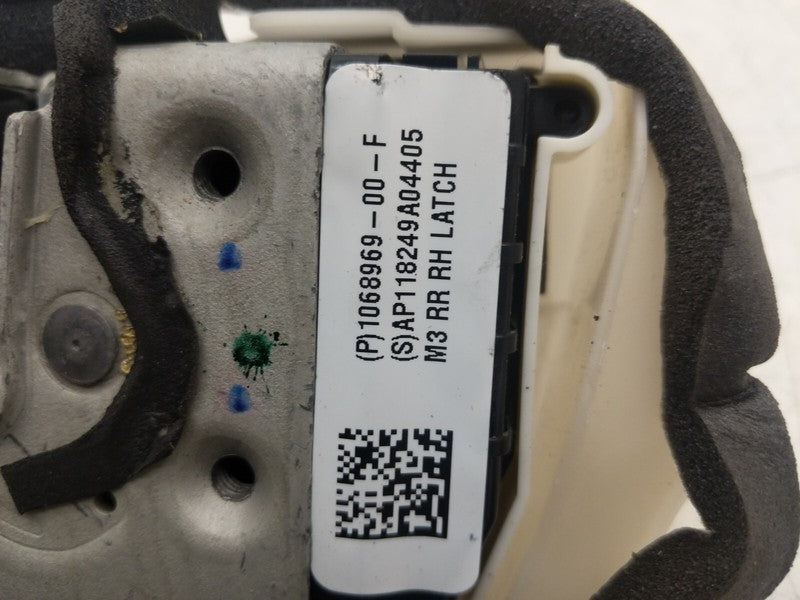 (P)1068969-00-F
(S)AP118249A04405
M3 RR RH LATCH